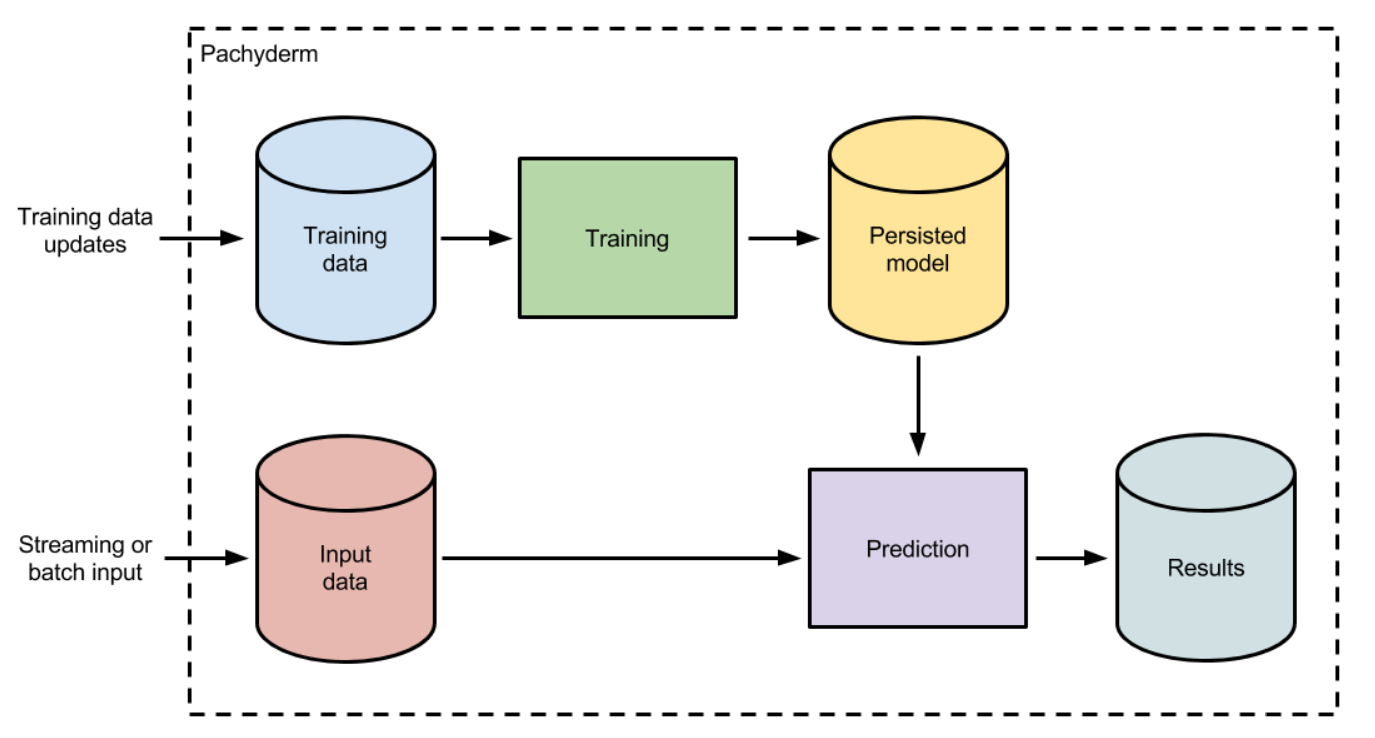 Pachyderm
Training data
updates
Training
data
Training
Persisted
model
Streaming or
batch input
Input
data
Prediction
Results